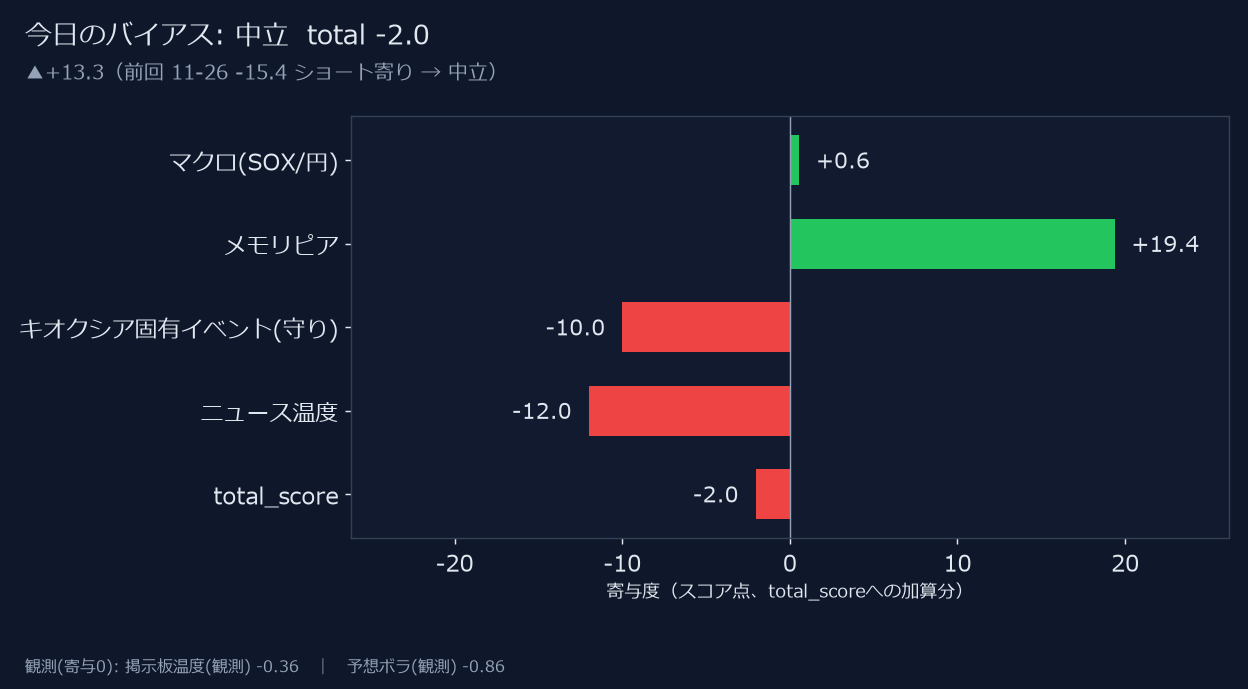 今日のバイアス: 中立 total -2.0
▲+13.3（前回 11-26 -15.4 ショート寄り → 中立）
マクロ(SOX/円)
+0.6
メモリピア
+19.4
キオクシア固有イベント(守り)
-10.0
ニュース温度
-12.0
total_score
-2.0
-20 -10 0 10 20
寄与度（スコア点、total_scoreへの加算分）
観測(寄与0): 掲示板温度(観測) -0.36 ｜ 予想ボラ(観測) -0.86